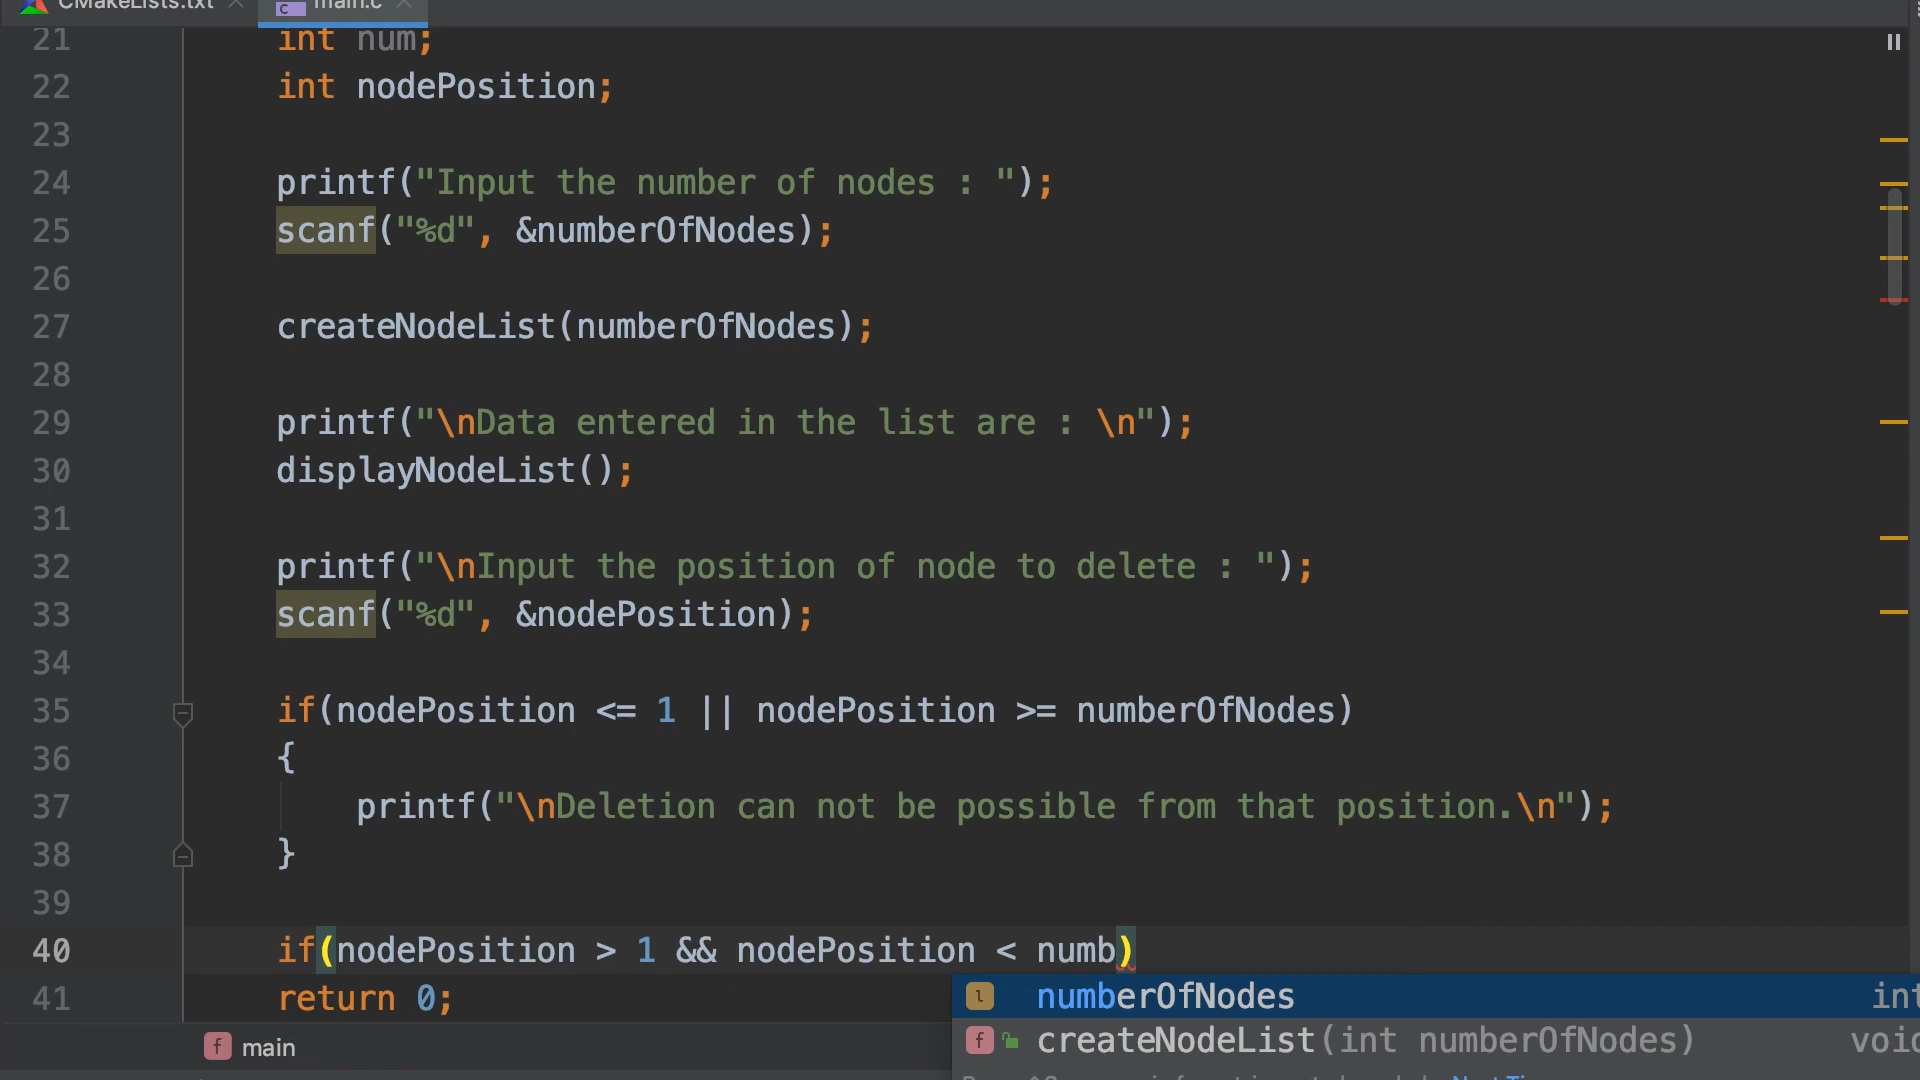 CMakeLists.txt main.c
21 int num;
22 int nodePosition;
23
24 printf("Input the number of nodes : ");
25 scanf("%d", &numberOfNodes);
26
27 createNodeList(numberOfNodes);
28
29 printf("\nData entered in the list are : \n");
30 displayNodeList();
31
32 printf("\nInput the position of node to delete : ");
33 scanf("%d", &nodePosition);
34
35 if(nodePosition <= 1 || nodePosition >= numberOfNodes)
36 {
37 printf("\nDeletion can not be possible from that position.\n");
38 }
39
40 if(nodePosition > 1 && nodePosition < numb)
41 return 0;
l numberOfNodes int
f createNodeList(int numberOfNodes) void
f main